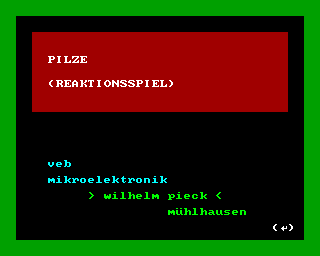 PILZE
(REAKTIONSSPIEL)
veb
mikroelektronik
> wilhelm pieck <
mühlhausen
(↵)